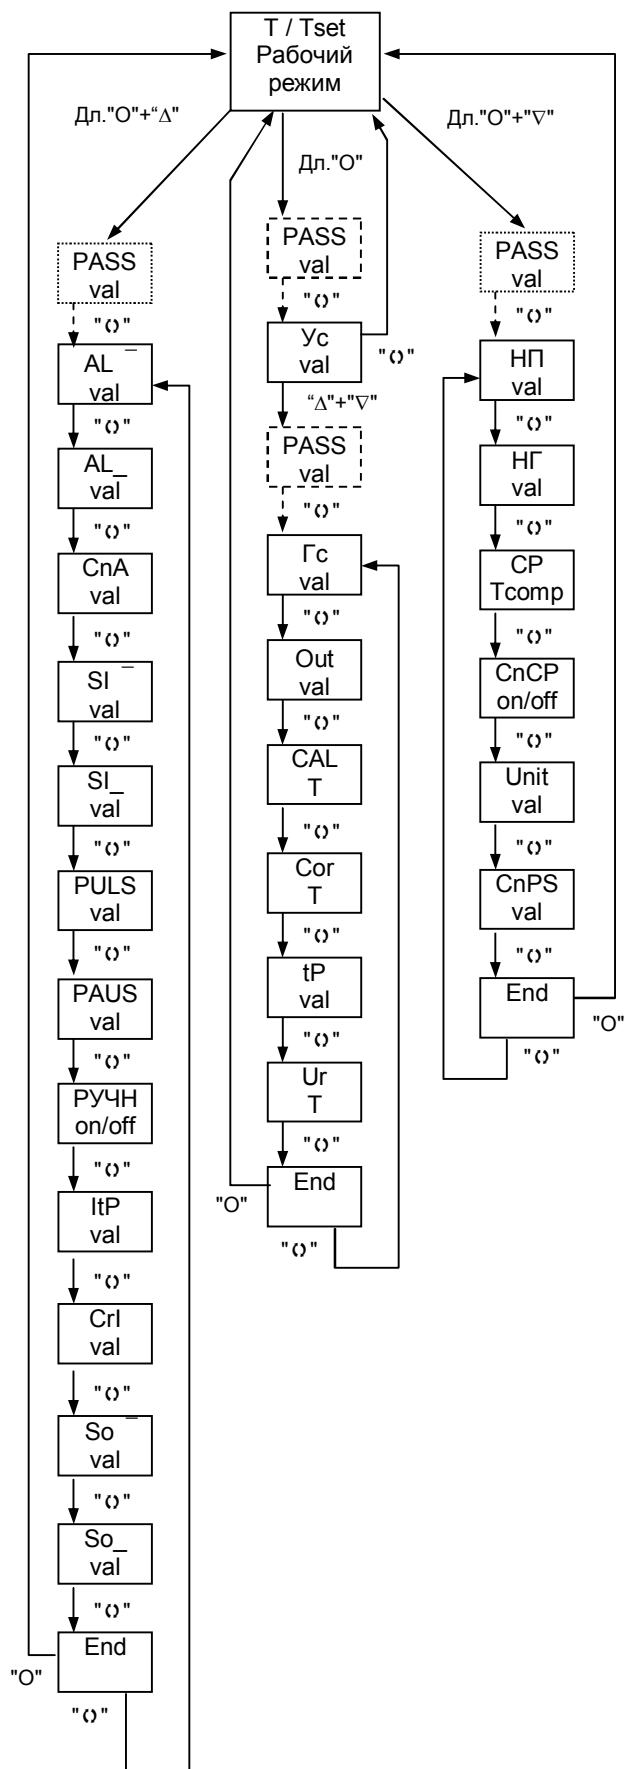 T / Tset
Рабочий
режим
Дл."О"+“Δ"
PASS
val
"↻"
AL ¯
val
"↻"
AL_
val
"↻"
CnA
val
"↻"
SI ¯
val
"↻"
SI_
val
"↻"
PULS
val
"↻"
PAUS
val
"↻"
РУЧН
on/off
"↻"
ItP
val
"↻"
CrI
val
"↻"
So ¯
val
"↻"
So_
val
"↻"
End
"O"
"↻"
Дл."О"
PASS
val
"↻"
Ус
val
"↻"
“Δ"+"∇"
PASS
val
"↻"
Гс
val
"↻"
Out
val
"↻"
CAL
T
"↻"
Cor
T
"↻"
tP
val
"↻"
Ur
T
"↻"
End
"O"
"↻"
Дл."О"+"∇"
PASS
val
"↻"
НП
val
"↻"
НГ
val
"↻"
CP
Tcomp
"↻"
CnCP
on/off
"↻"
Unit
val
"↻"
CnPS
val
"↻"
End
"O"
"↻"